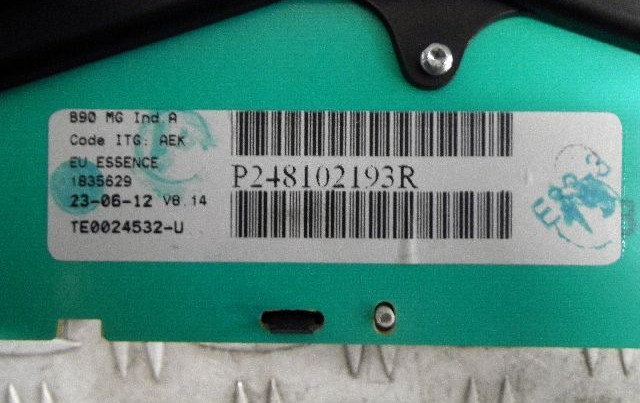 B90 MG Ind.A
Code ITG: AEK
EU ESSENCE
1835629
23-06-12 V8.14
TE0024532-U
P248102193R